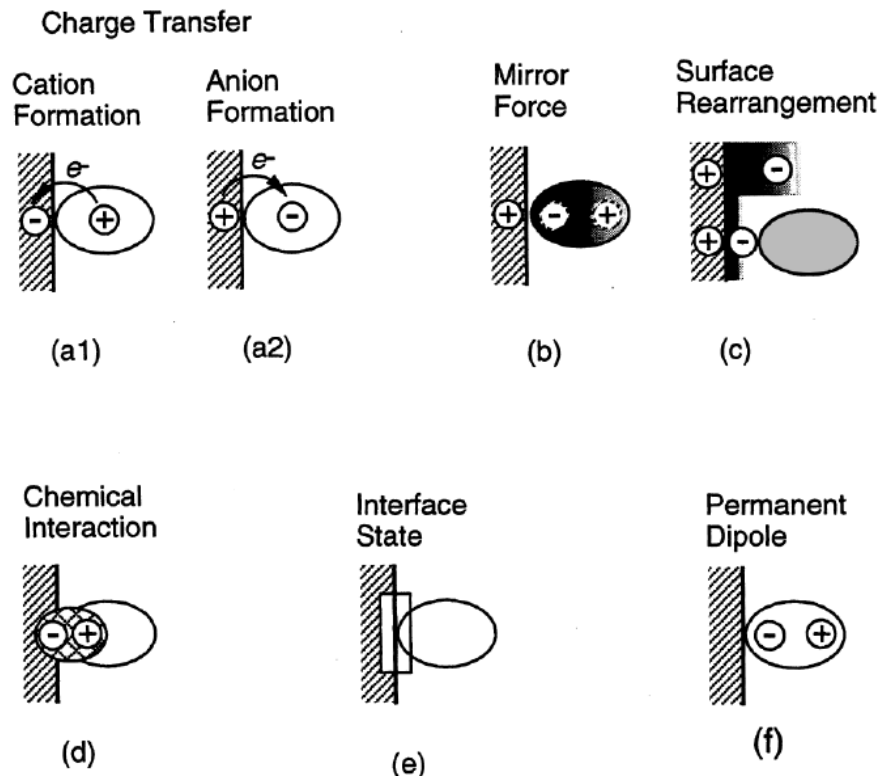 Charge Transfer
Cation
Formation
Anion
Formation
Mirror
Force
Surface
Rearrangement
e-
e-
- +
+ -
+ - +
+ -
+ -
(a1)
(a2)
(b)
(c)
Chemical
Interaction
Interface
State
Permanent
Dipole
- +
- +
(d)
(e)
(f)